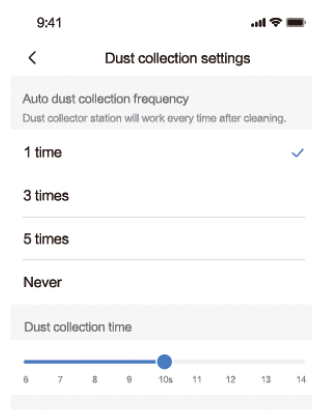 9:41
Dust collection settings
Auto dust collection frequency
Dust collector station will work every time after cleaning.
1 time
3 times
5 times
Never
Dust collection time
6 7 8 9 10s 11 12 13 14